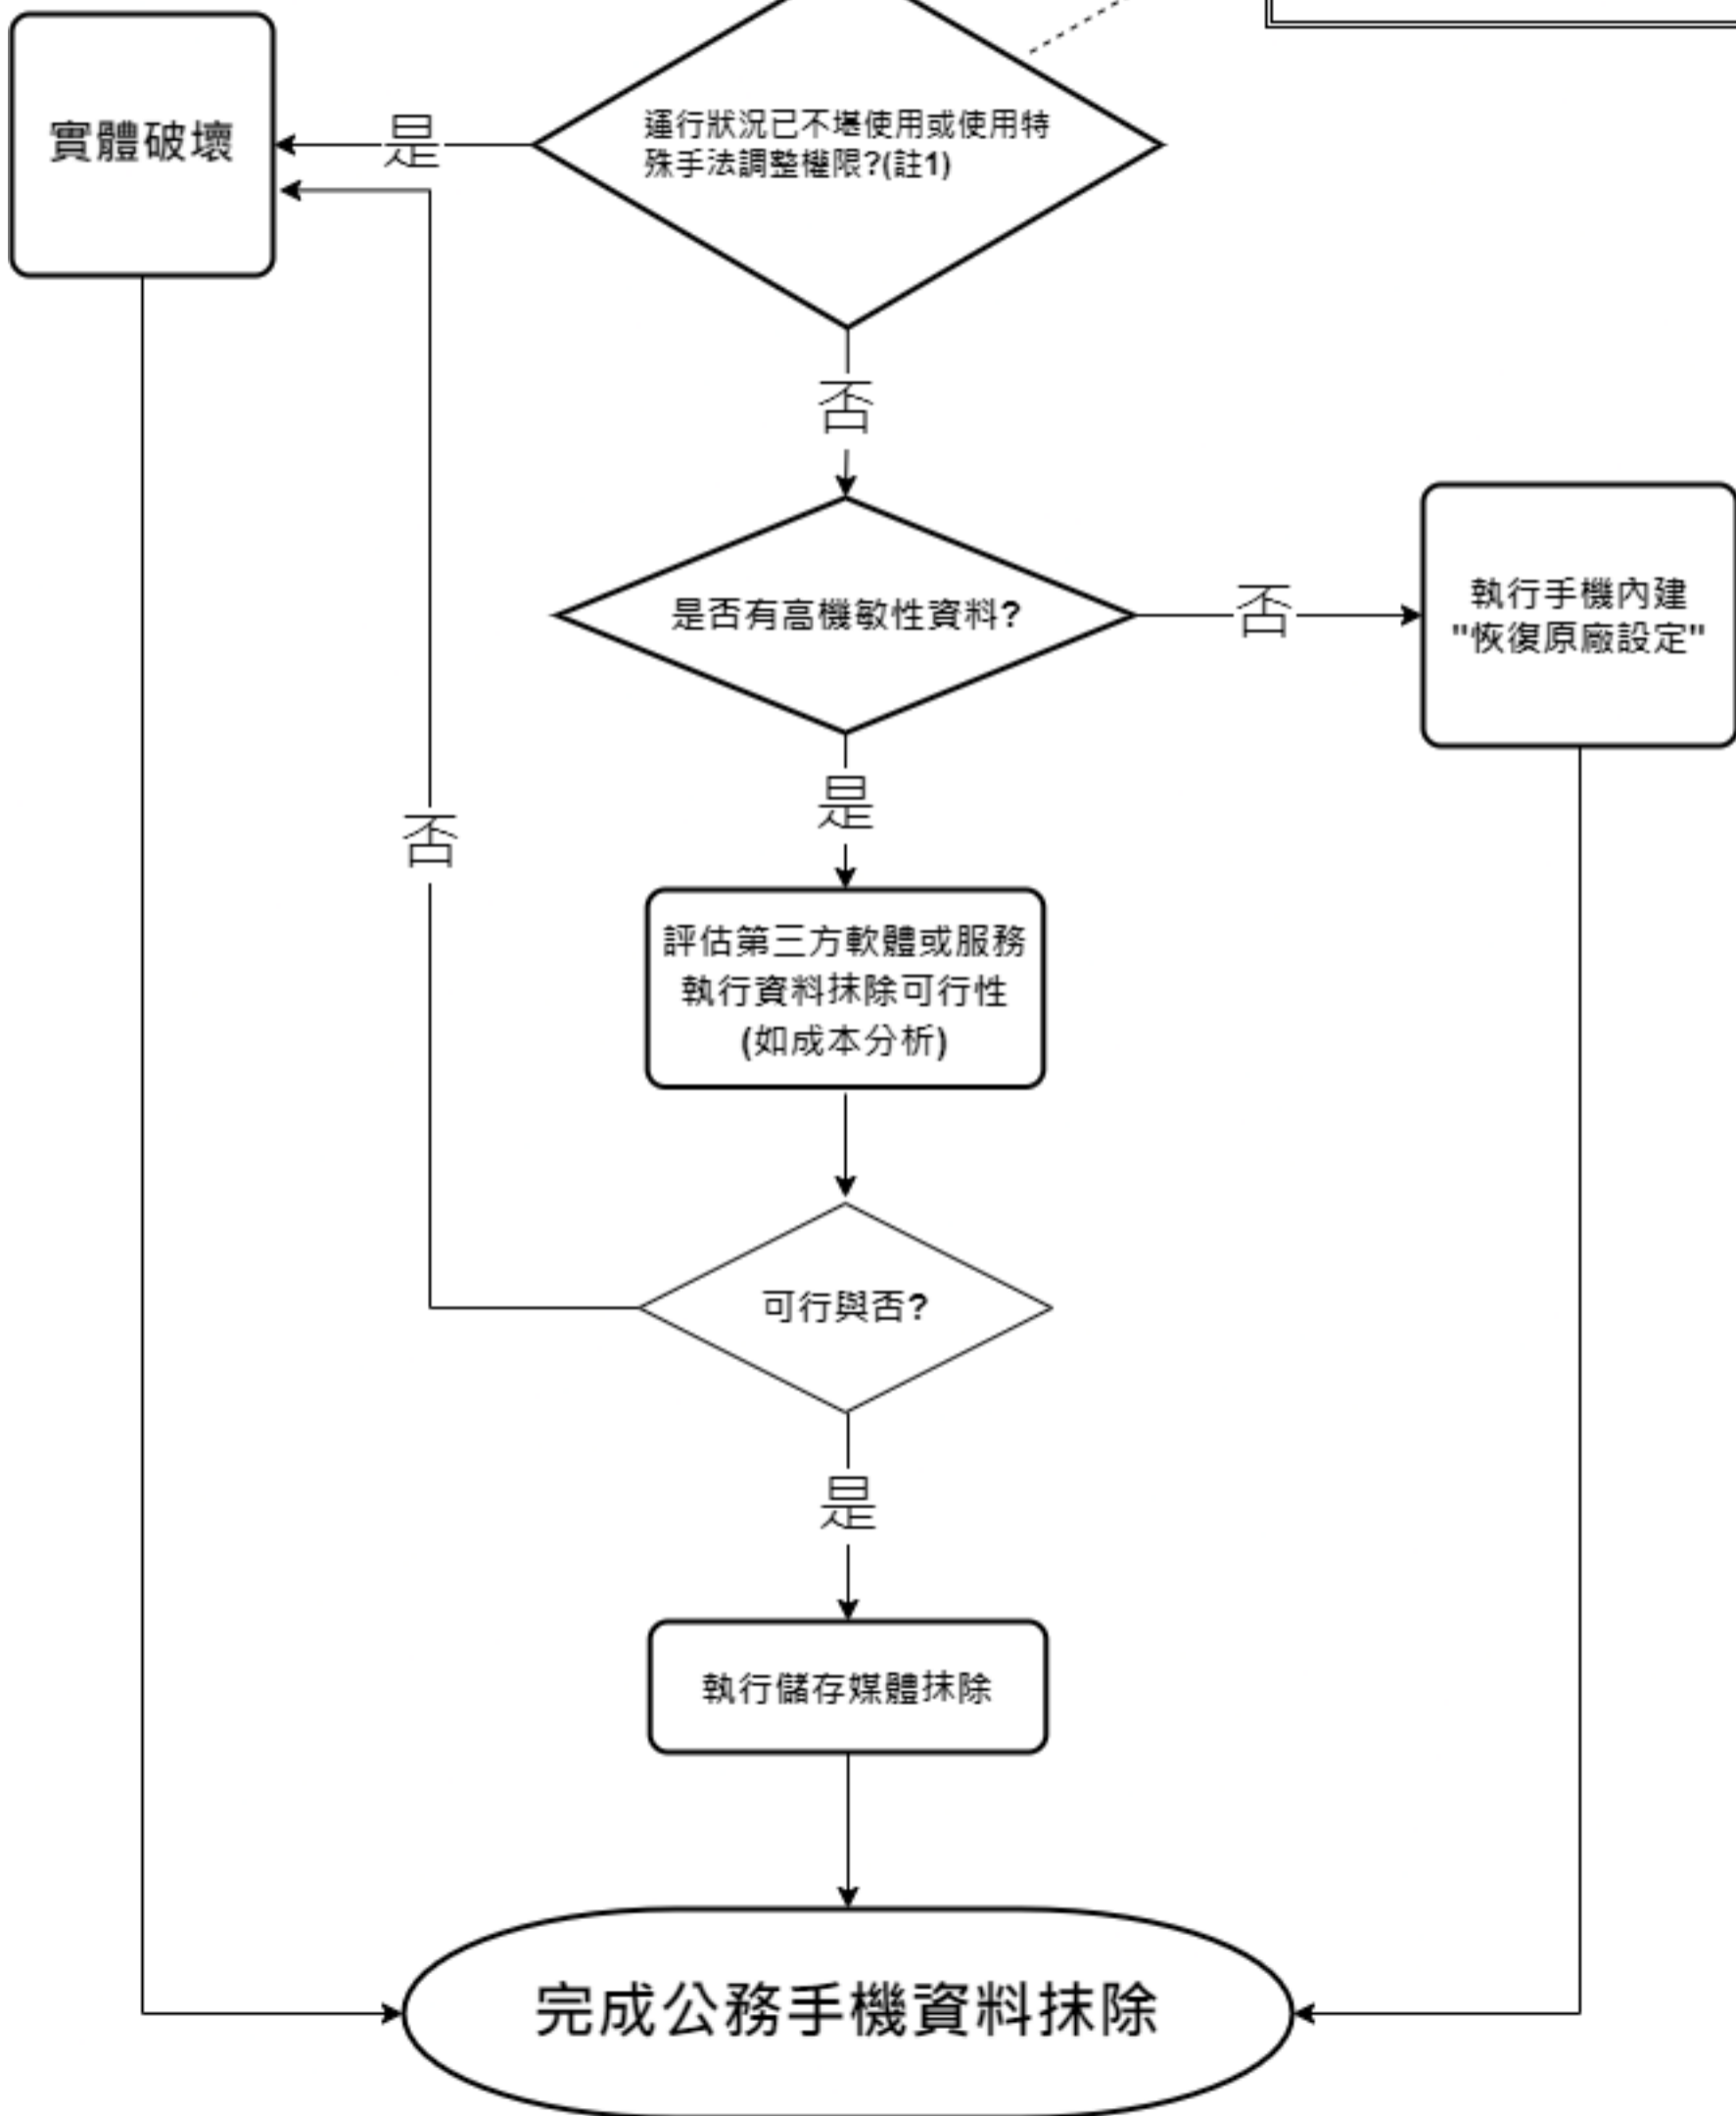 實體破壞
是
運行狀況已不堪使用或使用特
殊手法調整權限?(註1)
否
是否有高機敏性資料?
否
執行手機內建
"恢復原廠設定"
是
否
評估第三方軟體或服務
執行資料抹除可行性
(如成本分析)
可行與否?
是
執行儲存媒體抹除
完成公務手機資料抹除